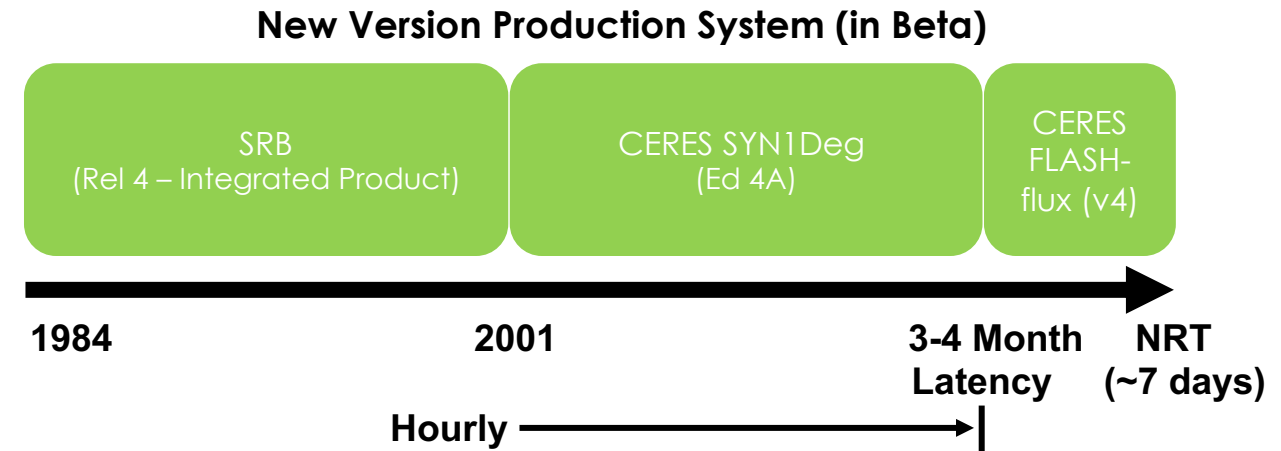 New Version Production System (in Beta)
SRB
(Rel 4 – Integrated Product)
CERES SYN1Deg
(Ed 4A)
CERES
FLASH-
flux (v4)
1984
2001
3-4 Month
Latency
NRT
(~7 days)
Hourly